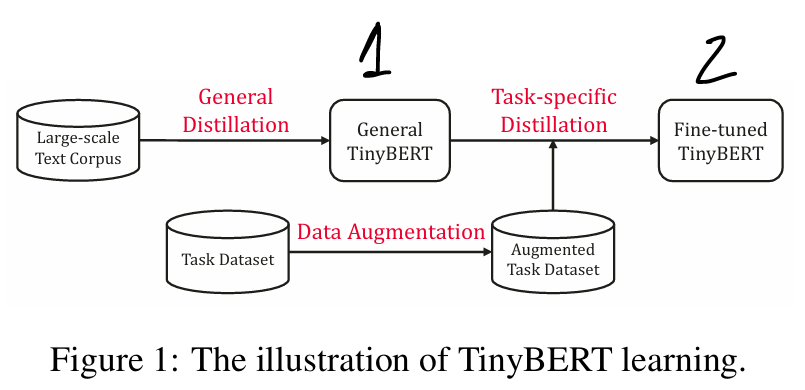 1
2
General
Distillation
Task-specific
Distillation
Large-scale
Text Corpus
General
TinyBERT
Fine-tuned
TinyBERT
Data Augmentation
Task Dataset
Augmented
Task Dataset
Figure 1: The illustration of TinyBERT learning.